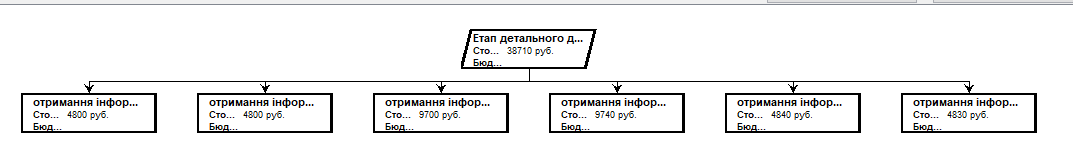 Етап детального д...
Сто... 38710 руб.
Бюд...
отримання інфор...
Сто... 4800 руб.
Бюд...
отримання інфор...
Сто... 4800 руб.
Бюд...
отримання інфор...
Сто... 9700 руб.
Бюд...
отримання інфор...
Сто... 9740 руб.
Бюд...
отримання інфор...
Сто... 4840 руб.
Бюд...
отримання інфор...
Сто... 4830 руб.
Бюд...